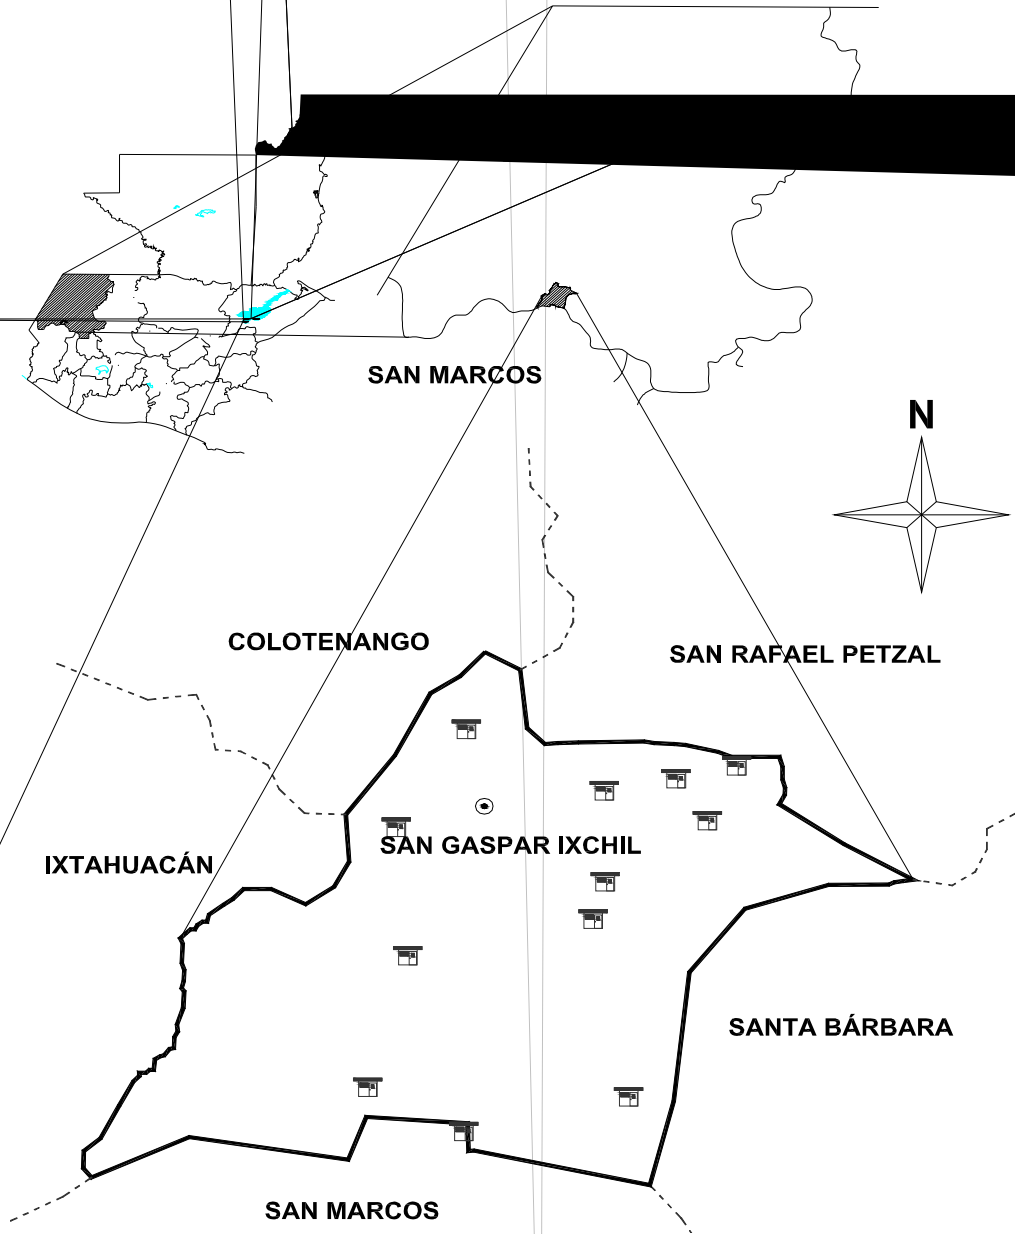 SAN MARCOS
N
COLOTENANGO
SAN RAFAEL PETZAL
SAN GASPAR IXCHIL
IXTAHUACÁN
SANTA BÁRBARA
SAN MARCOS